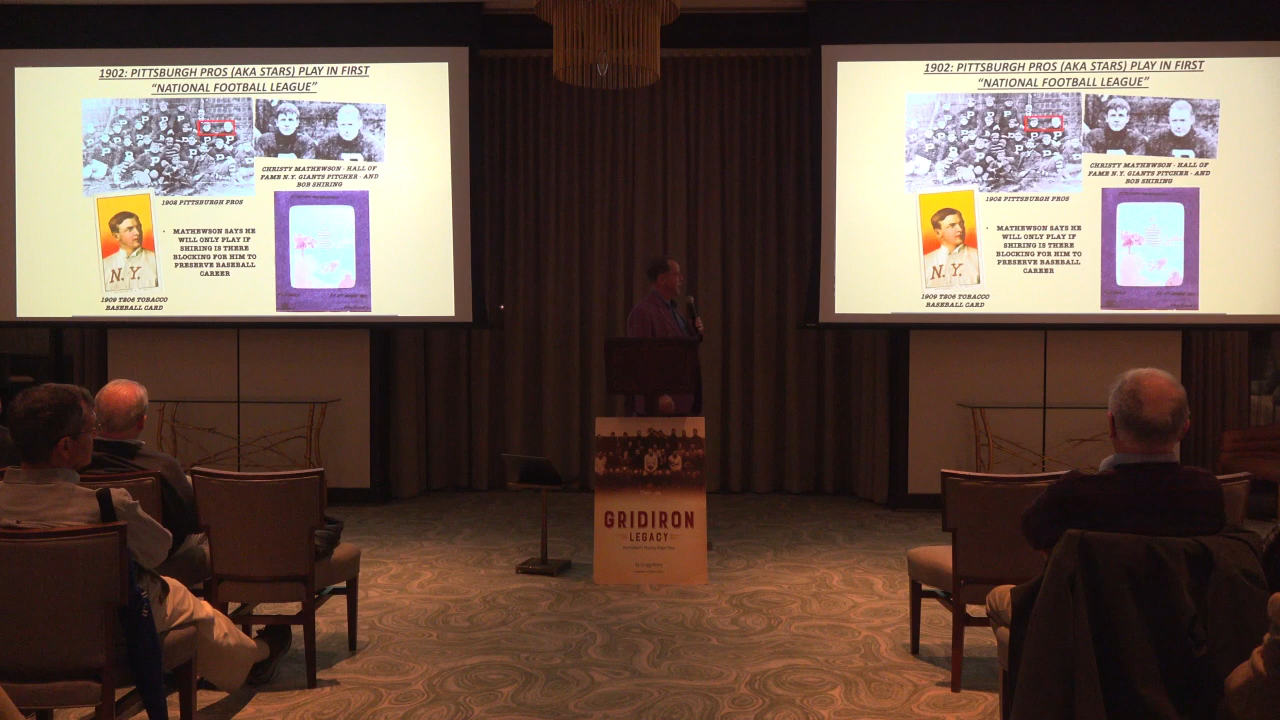 1902: PITTSBURGH PROS (AKA STARS) PLAY IN FIRST
"NATIONAL FOOTBALL LEAGUE"
CHRISTY MATHEWSON - HALL OF
FAME N.Y. GIANTS PITCHER - AND
BOB SHIRING
1902 PITTSBURGH PROS
• MATHEWSON SAYS HE
WILL ONLY PLAY IF
SHIRING IS THERE
BLOCKING FOR HIM TO
PRESERVE BASEBALL
CAREER
N.Y.
1909 T206 TOBACCO
BASEBALL CARD
1902: PITTSBURGH PROS (AKA STARS) PLAY IN FIRST
"NATIONAL FOOTBALL LEAGUE"
CHRISTY MATHEWSON - HALL OF
FAME N.Y. GIANTS PITCHER - AND
BOB SHIRING
1902 PITTSBURGH PROS
• MATHEWSON SAYS HE
WILL ONLY PLAY IF
SHIRING IS THERE
BLOCKING FOR HIM TO
PRESERVE BASEBALL
CAREER
N.Y.
1909 T206 TOBACCO
BASEBALL CARD
GRIDIRON
LEGACY